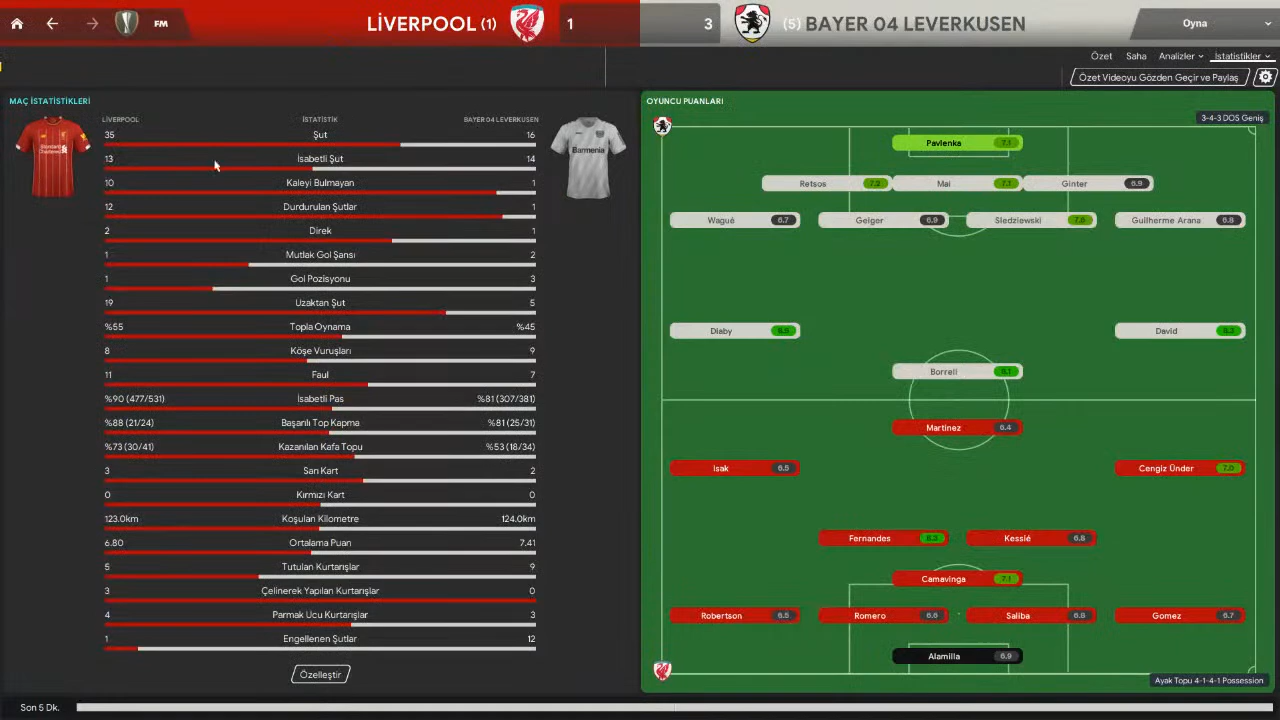 FM
LİVERPOOL (1)
1
3
(5) BAYER 04 LEVERKUSEN
Oyna
Özet Saha Analizler İstatistikler
Özet Videoyu Gözden Geçir ve Paylaş
MAÇ İSTATİSTİKLERİ
LİVERPOOL İSTATİSTİK BAYER 04 LEVERKUSEN
35 Şut 16
13 İsabetli Şut 14
10 Kaleyi Bulmayan 1
12 Durdurulan Şutlar 1
2 Direk 1
1 Mutlak Gol Şansı 2
1 Gol Pozisyonu 3
19 Uzaktan Şut 5
%55 Topla Oynama %45
8 Köşe Vuruşları 9
11 Faul 7
%90 (477/531) İsabetli Pas %81 (307/381)
%88 (21/24) Başarılı Top Kapma %81 (25/31)
%73 (30/41) Kazanılan Kafa Topu %53 (18/34)
3 Sarı Kart 2
0 Kırmızı Kart 0
123.0km Koşulan Kilometre 124.0km
6.80 Ortalama Puan 7.41
5 Tutulan Kurtarışlar 9
3 Çelinerek Yapılan Kurtarışlar 0
4 Parmak Ucu Kurtarışlar 3
1 Engellenen Şutlar 12
Özelleştir
Standard Chartered
Barmenia
OYUNCU PUANLARI
3-4-3 DOS Geniş
Pavlenka 7.1
Retsos 7.2 Mai 7.1 Ginter 6.9
Wagué 6.7 Geiger 6.9 Sledziewski Guilherme Arana 6.8
Diaby David
Borrell
Martínez 6.4
Isak 6.5 Cengiz Ünder 7.0
Fernandes Kessié 6.8
Camavinga 7.1
Robertson 6.5 Romero Saliba Gomez 6.7
Alamilla 6.9
Ayak Topu 4-1-4-1 Possession
Son 5 Dk.